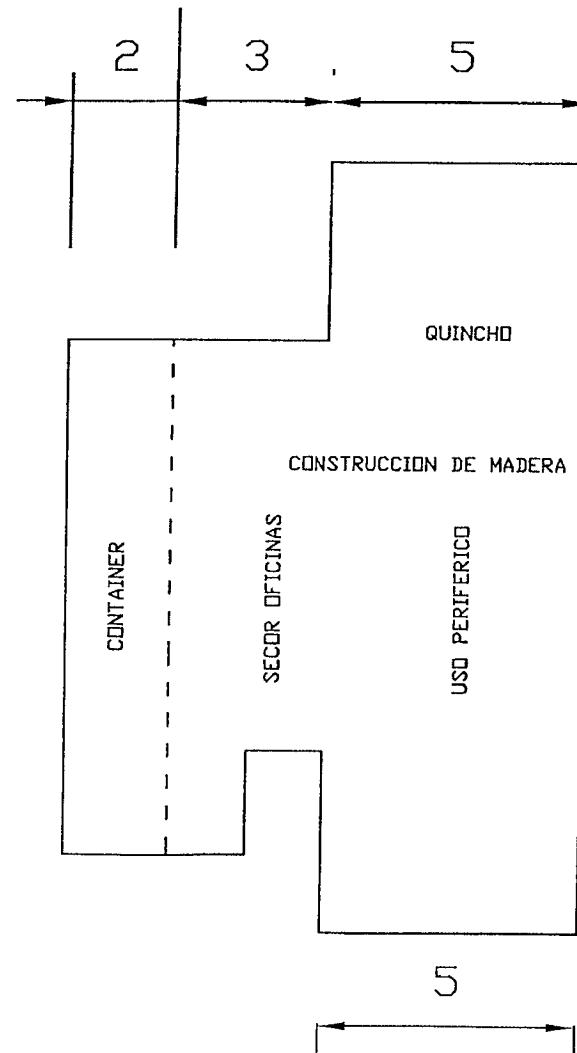 2 3 5
QUINCHO
CONSTRUCCION DE MADERA
CONTAINER
SECOR OFICINAS
USO PERIFERICO
5